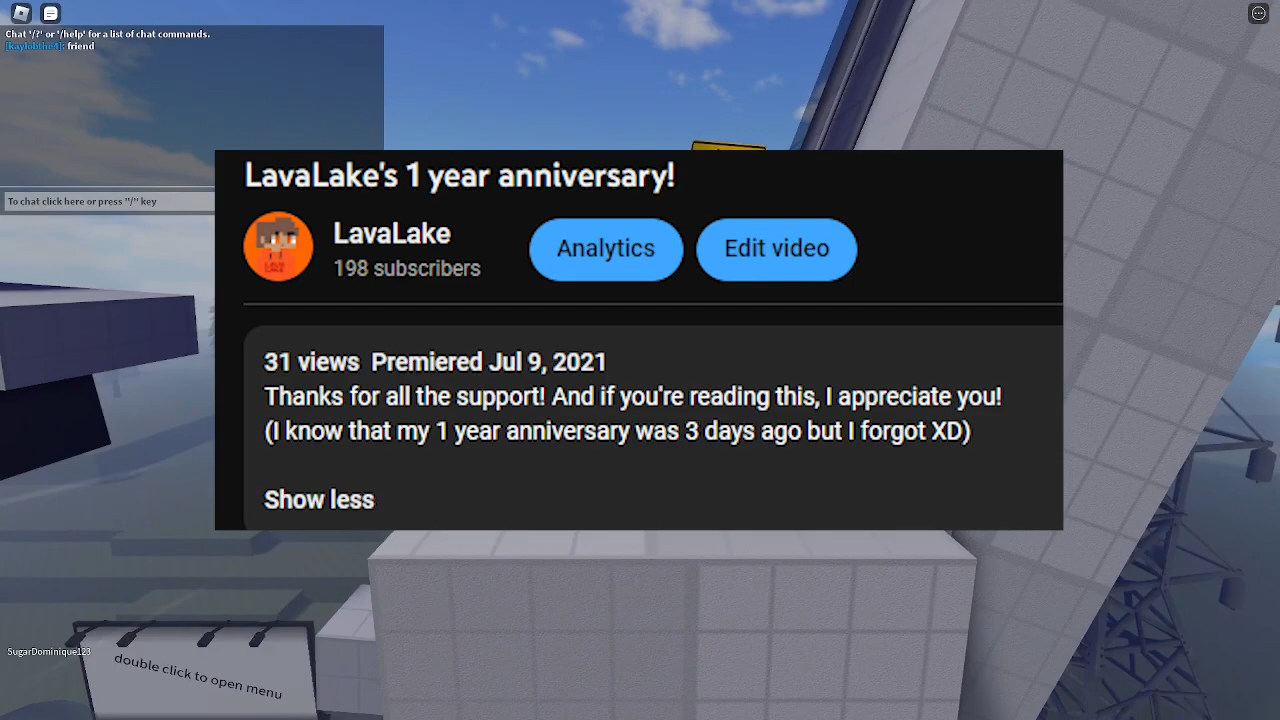 Chat '/?' or '/help' for a list of chat commands.
[kaylobthe4]: friend
To chat click here or press "/" key
LavaLake's 1 year anniversary!
LavaLake
198 subscribers
Analytics
Edit video
31 views Premiered Jul 9, 2021
Thanks for all the support! And if you're reading this, I appreciate you!
(I know that my 1 year anniversary was 3 days ago but I forgot XD)
Show less
SugarDominique123
double click to open menu